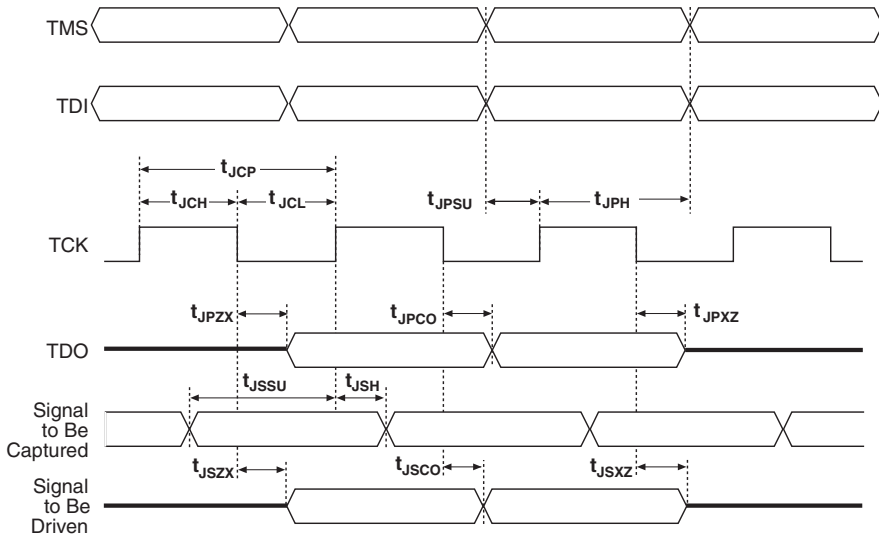 TMS
TDI
tJCP
tJCH
tJCL
tJPSU
tJPH
TCK
tJPZX
tJPCO
tJPXZ
TDO
tJSSU
tJSH
Signal
to Be
Captured
tJSZX
tJSCO
tJSXZ
Signal
to Be
Driven